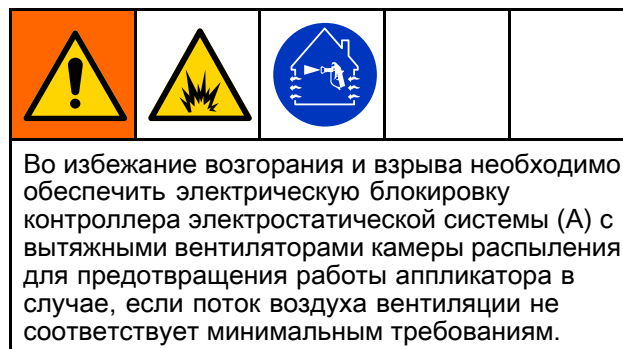 Во избежание возгорания и взрыва необходимо
обеспечить электрическую блокировку
контроллера электростатической системы (A) с
вытяжными вентиляторами камеры распыления
для предотвращения работы аппликатора в
случае, если поток воздуха вентиляции не
соответствует минимальным требованиям.